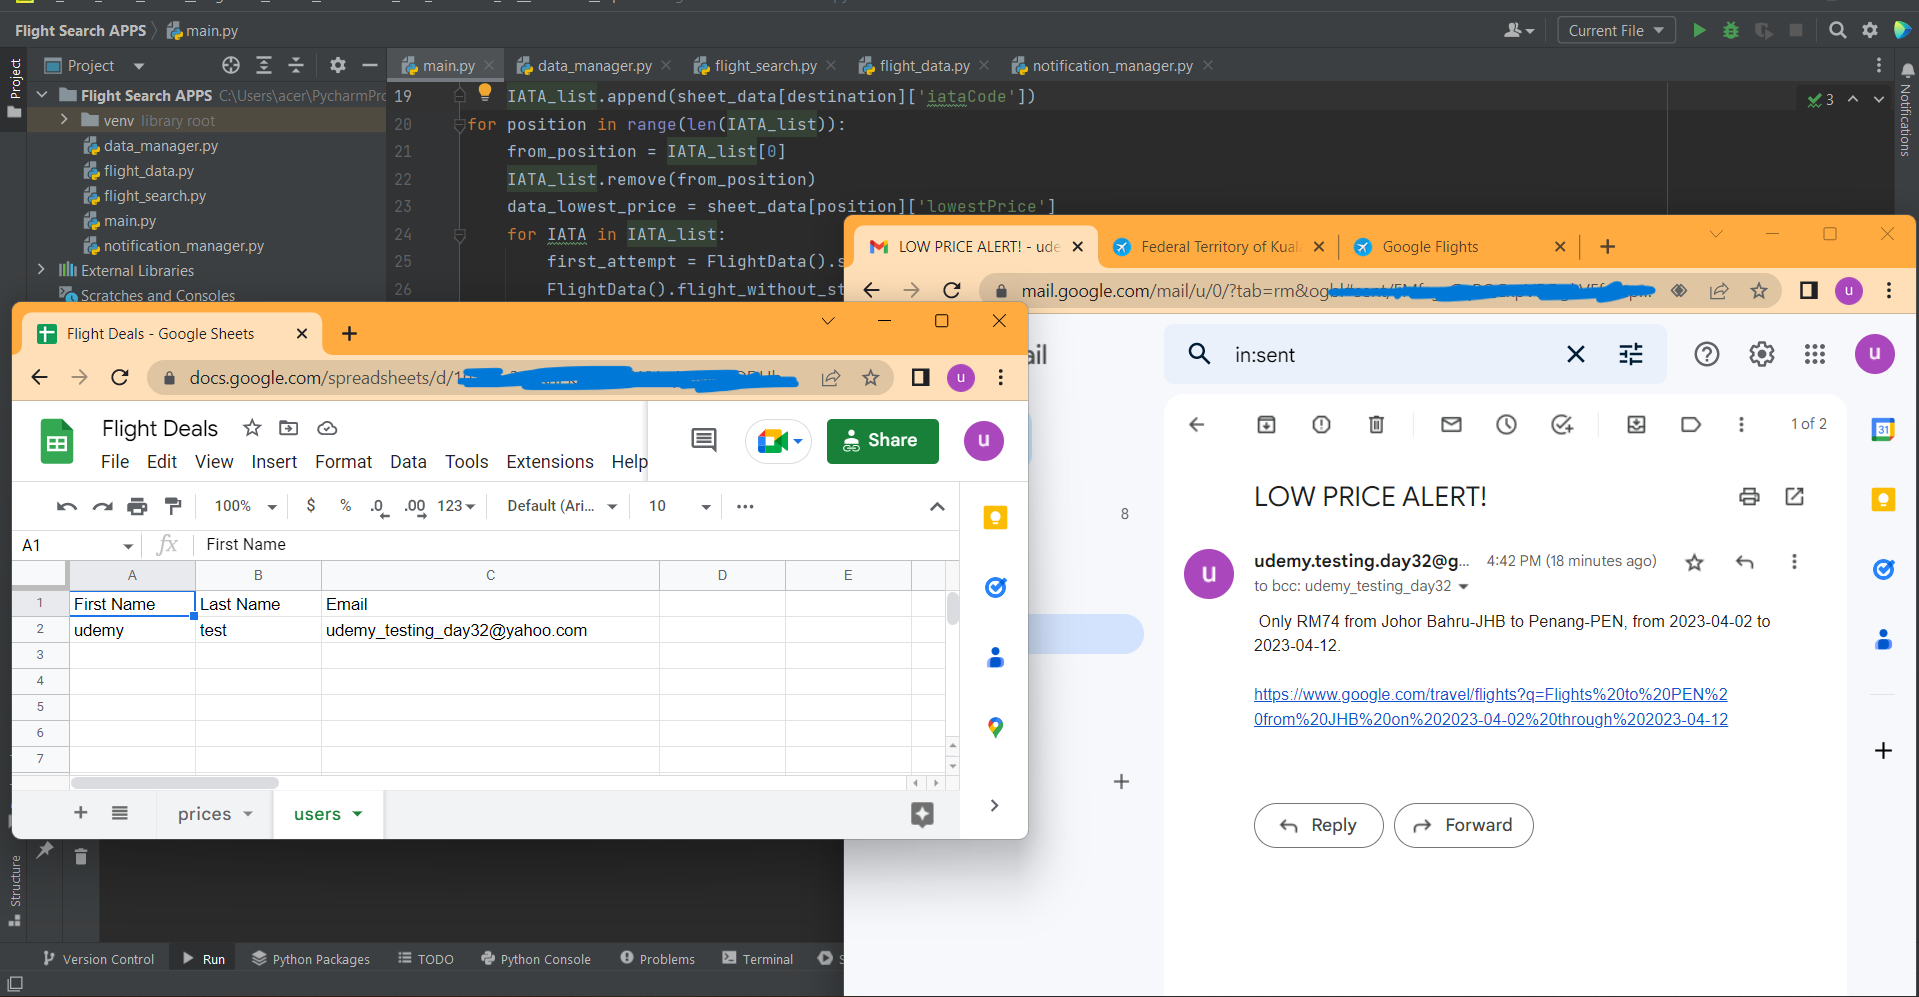 Flight Search APPS
main.py
Current File
Project
Project
main.py
data_manager.py
flight_search.py
flight_data.py
notification_manager.py
Notifications
Flight Search APPS C:\Users\acer\PycharmPro
venv library root
data_manager.py
flight_data.py
flight_search.py
main.py
notification_manager.py
External Libraries
Scratches and Consoles
19 IATA_list.append(sheet_data[destination]['iataCode'])
20 for position in range(len(IATA_list)):
21 from_position = IATA_list[0]
22 IATA_list.remove(from_position)
23 data_lowest_price = sheet_data[position]['lowestPrice']
24 for IATA in IATA_list:
25 first_attempt = FlightData().s
26 FlightData().flight_without_st
3
LOW PRICE ALERT! - ude
Federal Territory of Kual
Google Flights
mail.google.com/mail/u/0/?tab=rm&og
u
Flight Deals - Google Sheets
docs.google.com/spreadsheets/d/1
u
Flight Deals
File Edit View Insert Format Data Tools Extensions Help
Share
u
100% $ % .0 .00 123 Default (Ari... 10
A1 fx First Name
A B C D E
1 First Name Last Name Email
2 udemy test udemy_testing_day32@yahoo.com
3
4
5
6
7
prices
users
ail
in:sent
u
8
1 of 2
31
LOW PRICE ALERT!
u
udemy.testing.day32@g... 4:42 PM (18 minutes ago)
to bcc: udemy_testing_day32
Only RM74 from Johor Bahru-JHB to Penang-PEN, from 2023-04-02 to
2023-04-12.
https://www.google.com/travel/flights?q=Flights%20to%20PEN%2
0from%20JHB%20on%202023-04-02%20through%202023-04-12
Reply
Forward
Structure
Version Control
Run
Python Packages
TODO
Python Console
Problems
Terminal
S